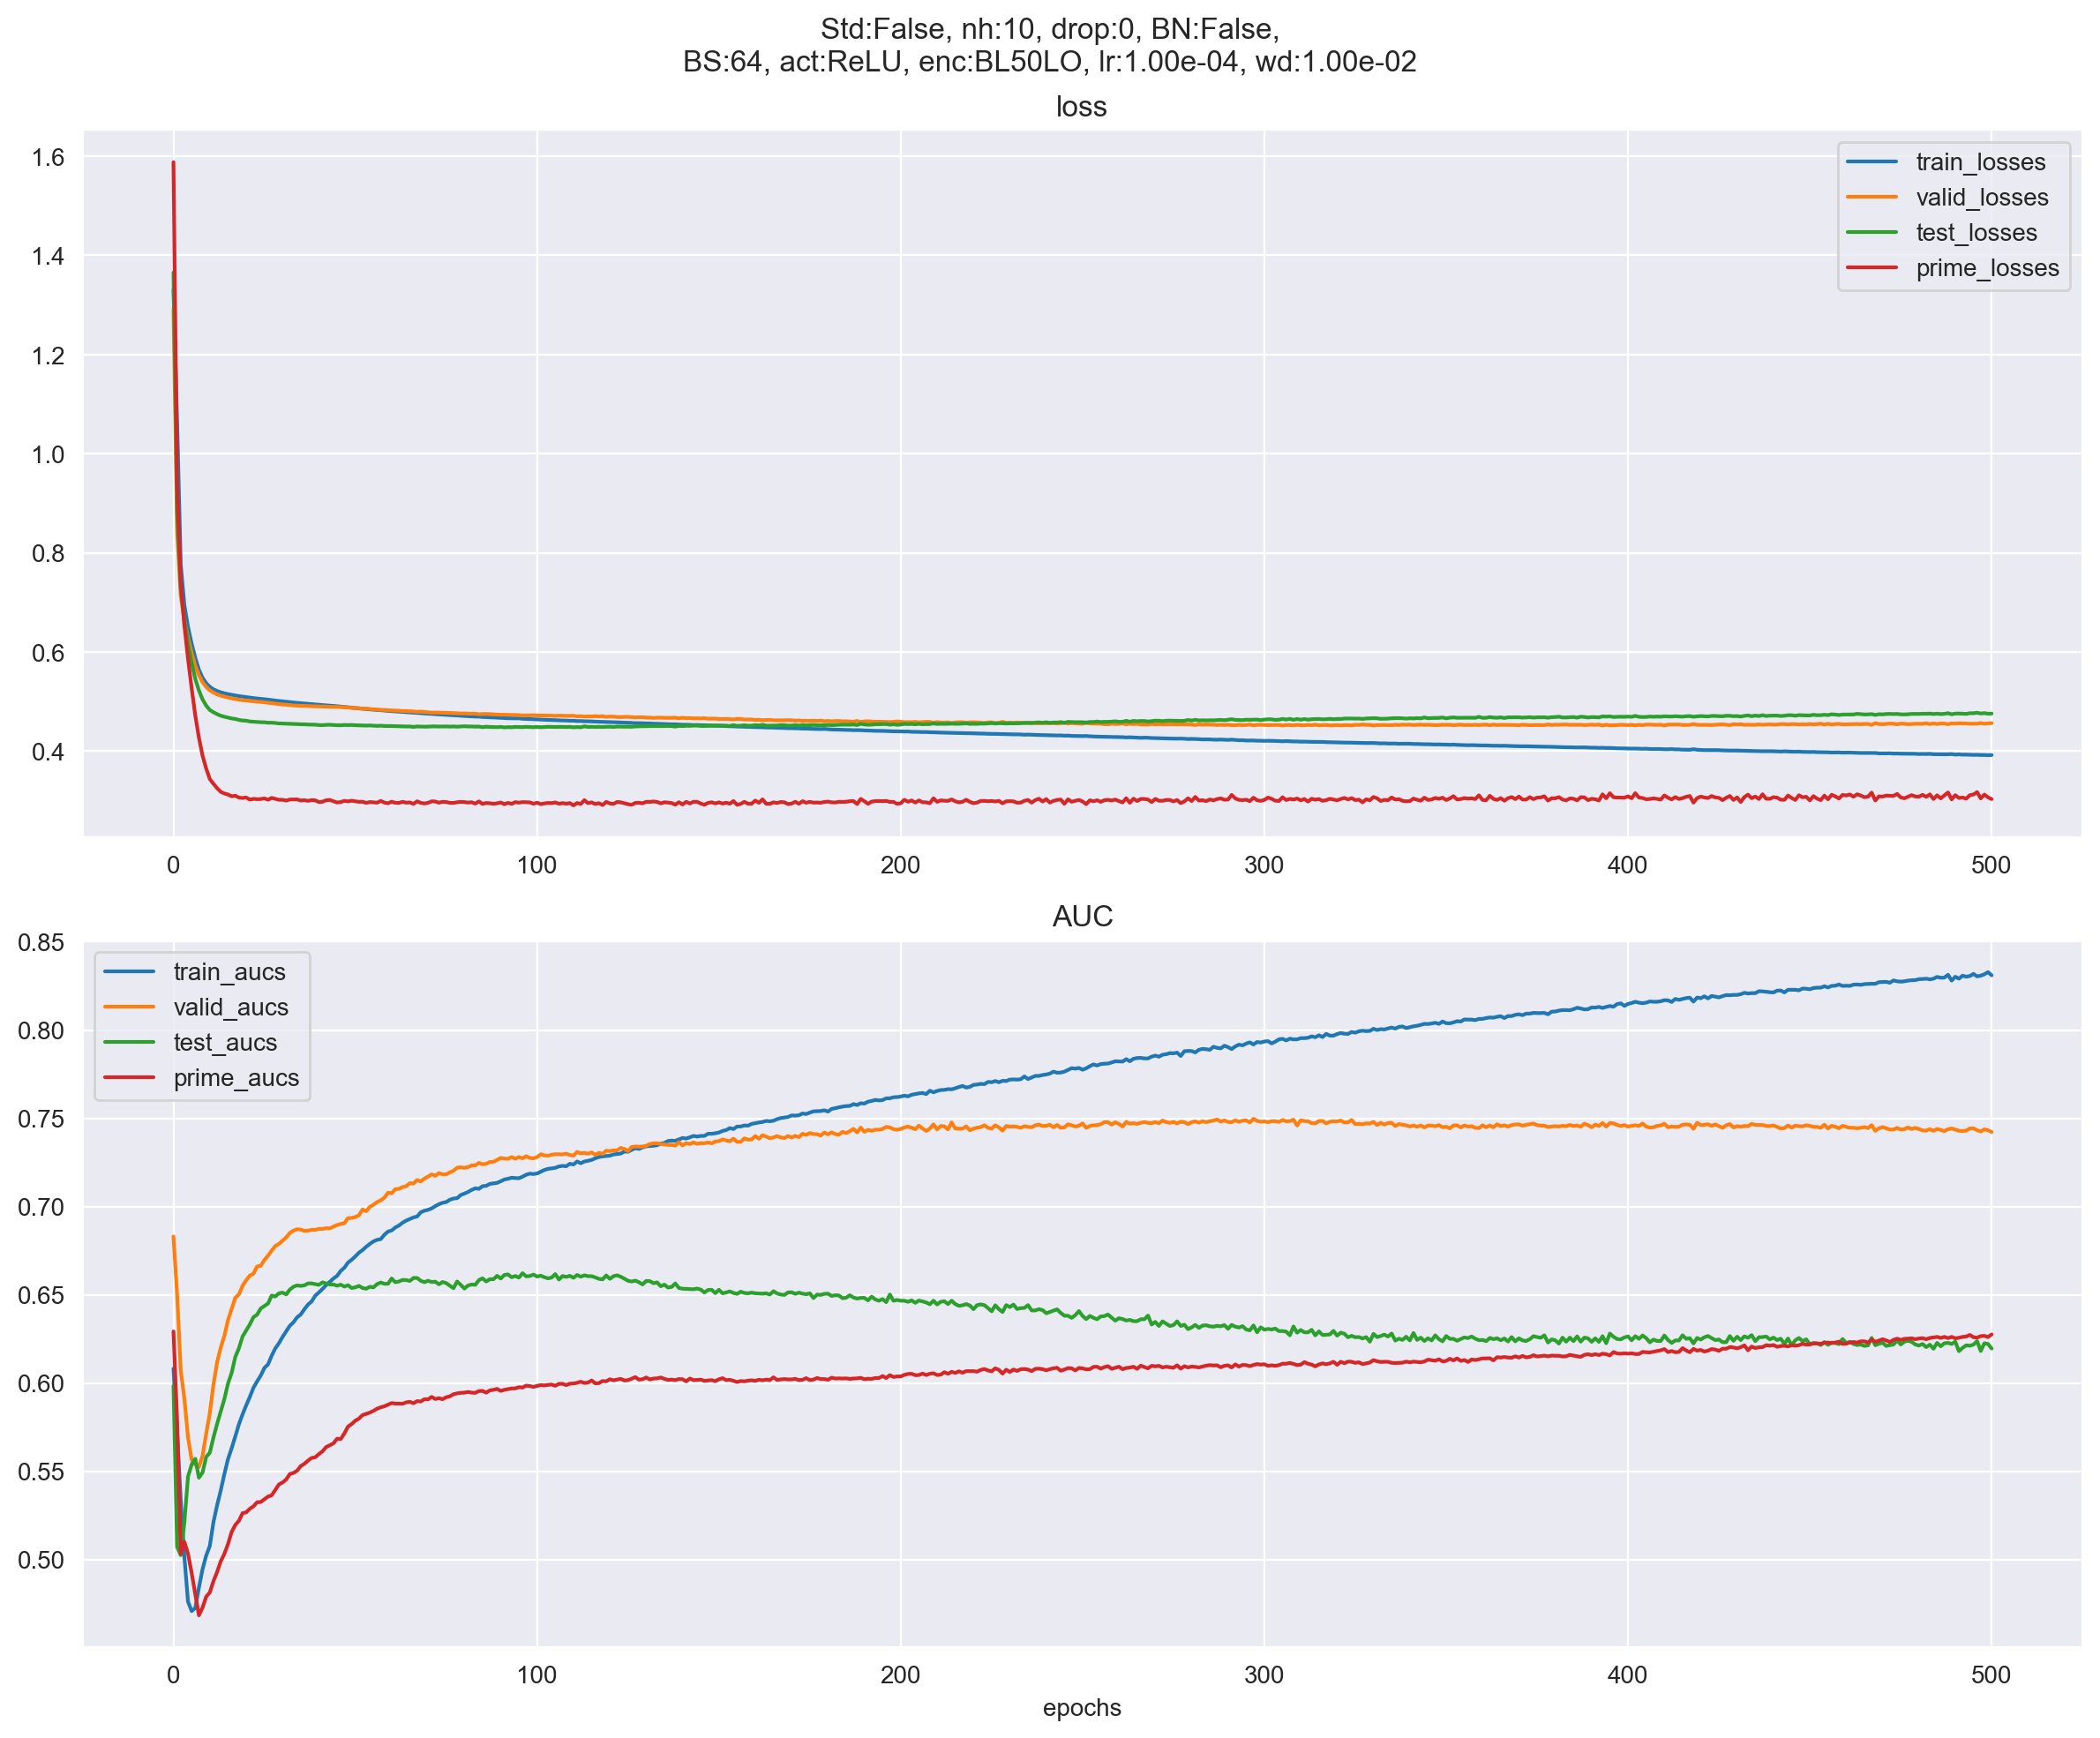 Std:False, nh:10, drop:0, BN:False,
BS:64, act:ReLU, enc:BL50LO, lr:1.00e-04, wd:1.00e-02
loss
1.6
1.4
1.2
1.0
0.8
0.6
0.4
train_losses
valid_losses
test_losses
prime_losses
0 100 200 300 400 500
AUC
0.85
0.80
0.75
0.70
0.65
0.60
0.55
0.50
train_aucs
valid_aucs
test_aucs
prime_aucs
0 100 200 300 400 500
epochs